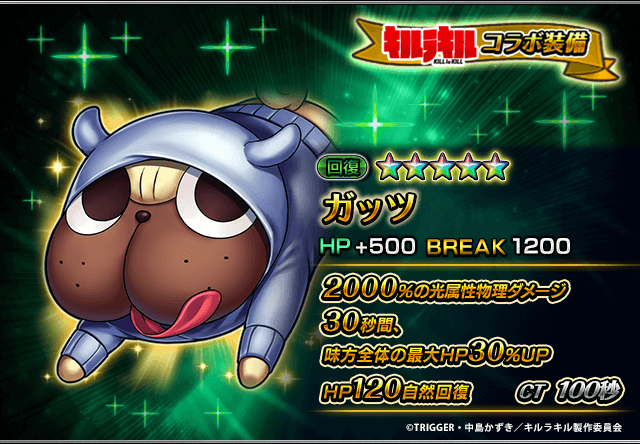 キルラキル コラボ装備
KILL la KILL
回復
ガッツ
HP +500 BREAK 1200
2000%の光属性物理ダメージ
30秒間、
味方全体の最大HP30%UP
HP120自然回復 CT 100秒
©TRIGGER・中島かずき／キルラキル製作委員会